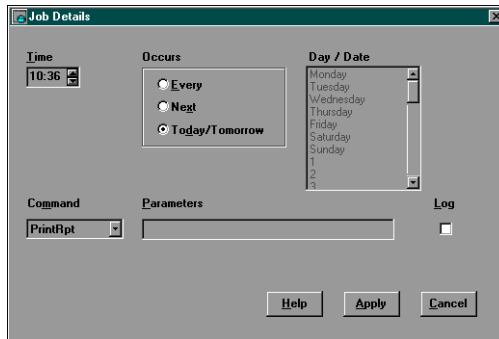 Job Details
Time
Occurs
Day / Date
10:36
Every
Next
Today/Tomorrow
Monday
Tuesday
Wednesday
Thursday
Friday
Saturday
Sunday
1
2
3
Command
Parameters
Log
PrintRpt
Help
Apply
Cancel